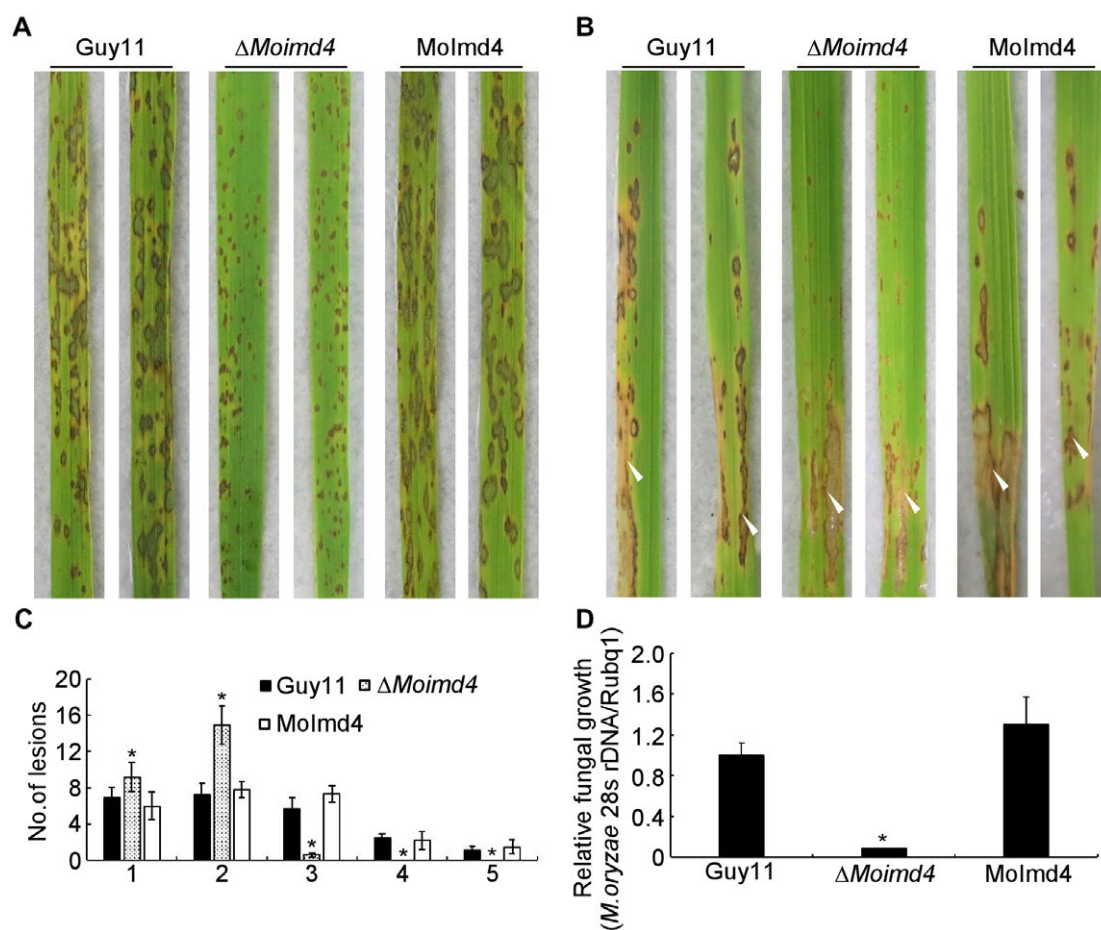 A
Guy11 ΔMoimd4 MoImd4
B
Guy11 ΔMoimd4 MoImd4
C
No.of lesions
20
16
12
8
4
0
Guy11 ΔMoimd4
MoImd4
* * * * *
1 2 3 4 5
D
Relative fungal growth
(M.oryzae 28s rDNA/Rubq1)
2.0
1.6
1.2
0.8
0.4
0
*
Guy11 ΔMoimd4 MoImd4